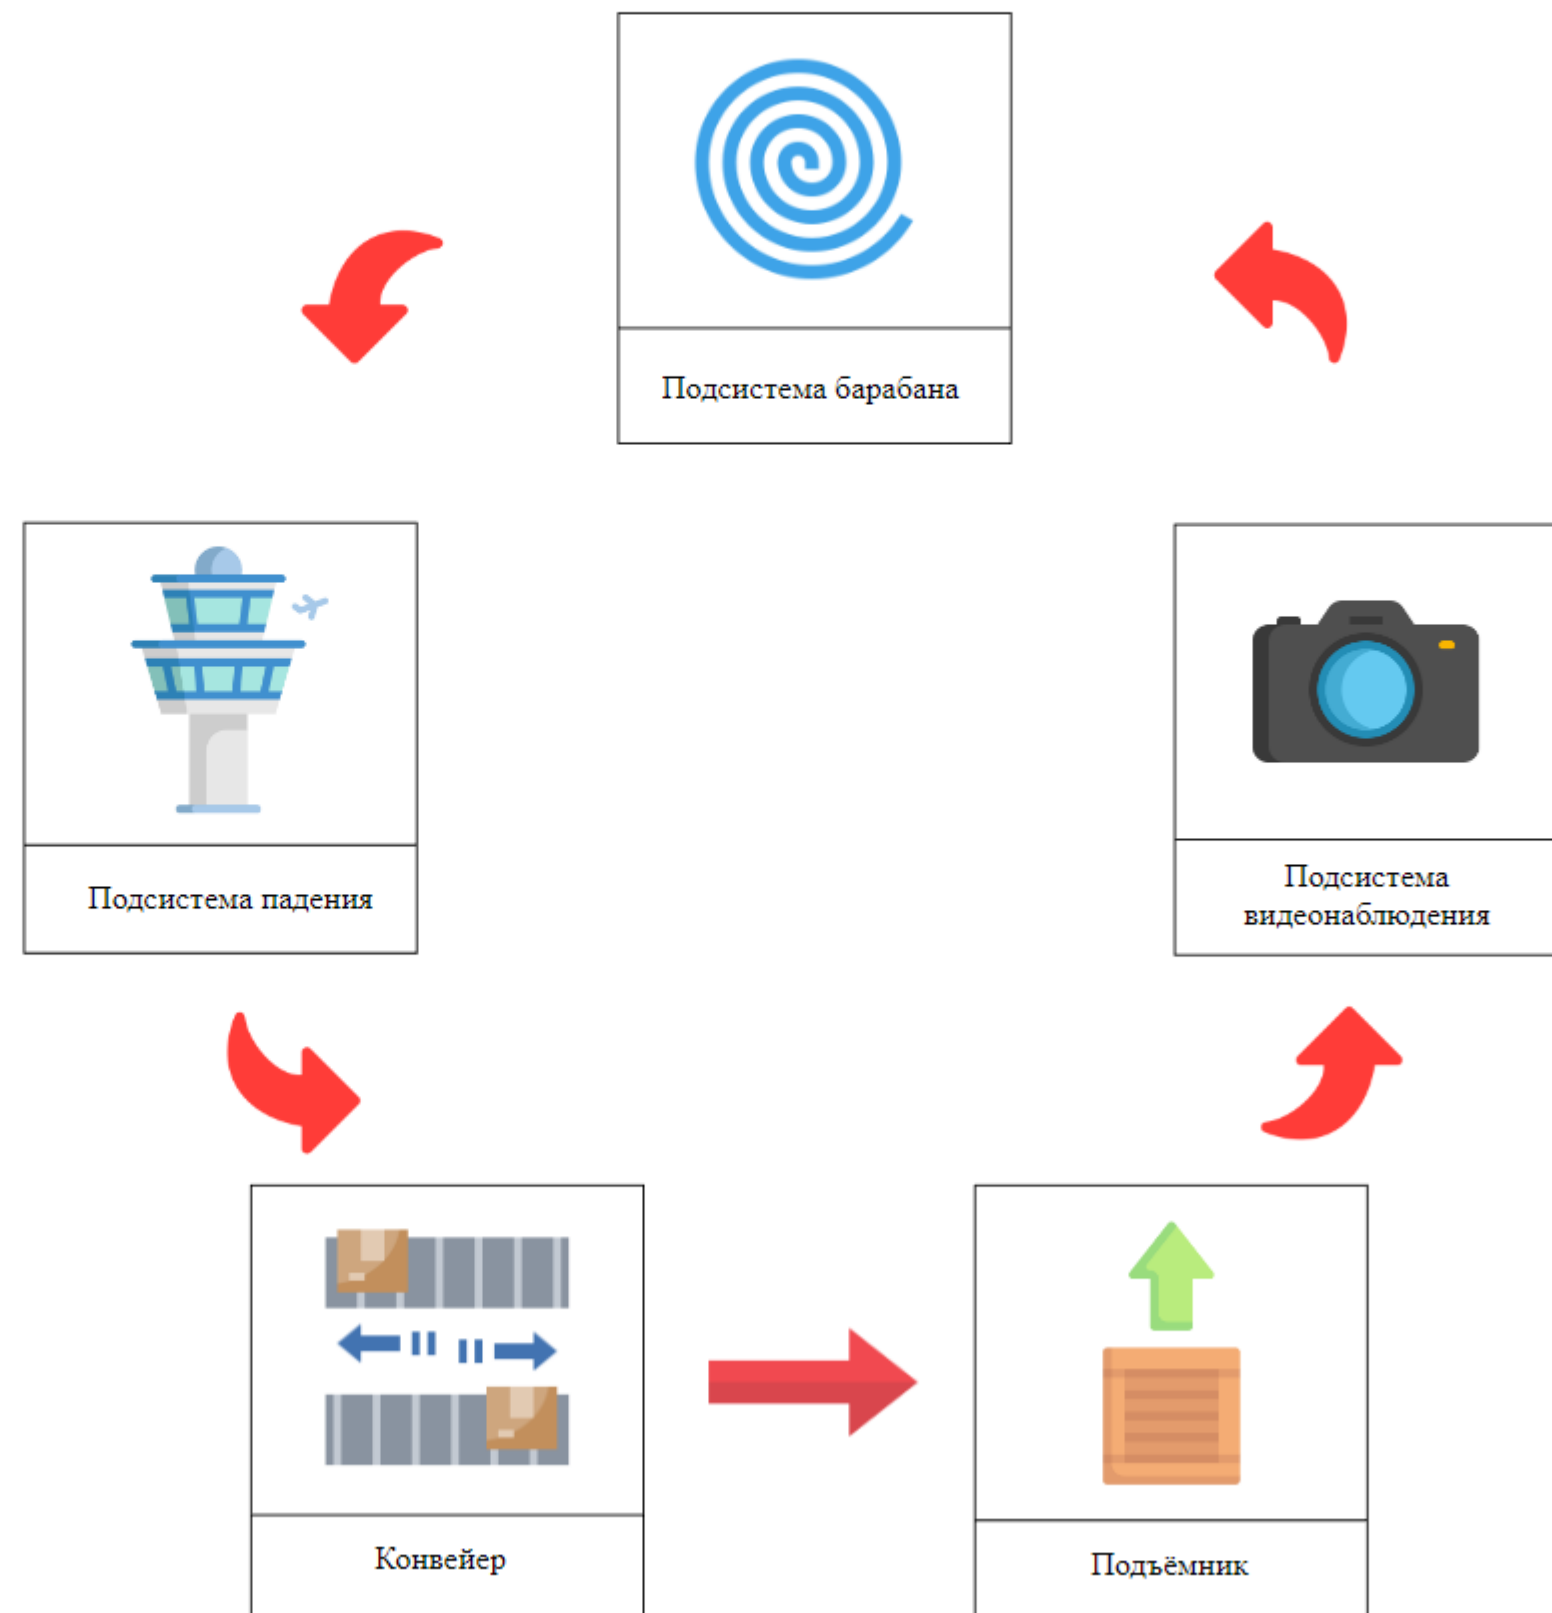 Подсистема барабана
Подсистема падения
Подсистема
видеонаблюдения
Конвейер
Подъёмник